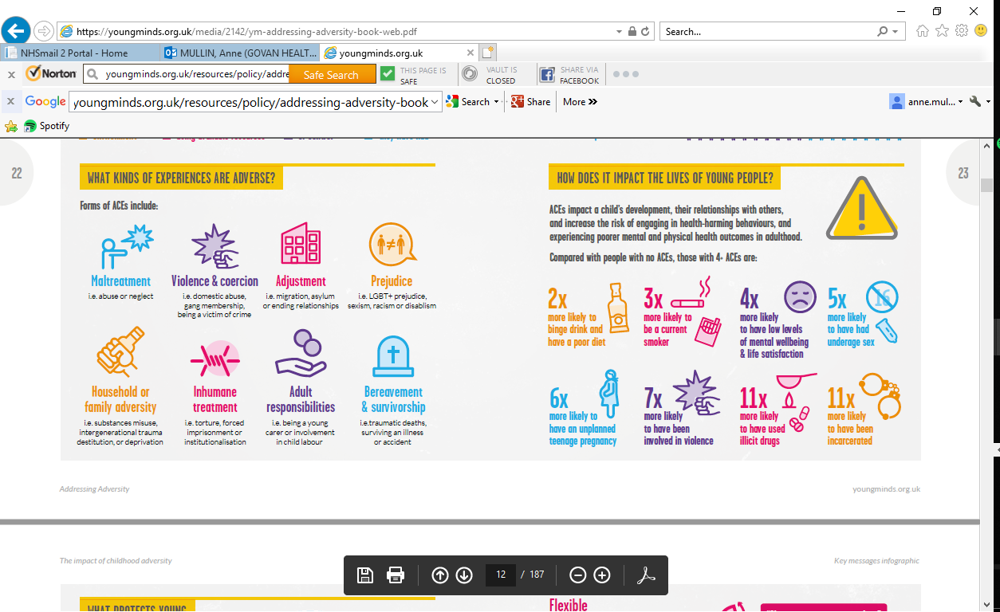 https://youngminds.org.uk/media/2142/ym-addressing-adversity-book-web.pdf
Search...
NHSmail 2 Portal - Home
MULLIN, Anne (GOVAN HEALT...
youngminds.org.uk
x
Norton
youngminds.org.uk/resources/policy/addre
Safe Search
THIS PAGE IS
SAFE
VAULT IS
CLOSED
SHARE VIA
FACEBOOK
x
Google
youngminds.org.uk/resources/policy/addressing-adversity-book
Search
Share
More
anne.mul...
Spotify
22
WHAT KINDS OF EXPERIENCES ARE ADVERSE?
Forms of ACEs include:
Maltreatment
i.e. abuse or neglect
Violence & coercion
i.e. domestic abuse,
gang membership,
being a victim of crime
Adjustment
i.e. migration, asylum
or ending relationships
Prejudice
i.e. LGBT+ prejudice,
sexism, racism or disablism
Household or
family adversity
i.e. substances misuse,
intergenerational trauma
destitution, or deprivation
Inhumane
treatment
i.e. torture, forced
imprisonment or
institutionalisation
Adult
responsibilities
i.e. being a young
carer or involvement
in child labour
Bereavement
& survivorship
i.e.traumatic deaths,
surviving an illness
or accident
23
HOW DOES IT IMPACT THE LIVES OF YOUNG PEOPLE?
ACEs impact a child's development, their relationships with others,
and increase the risk of engaging in health-harming behaviours, and
experiencing poorer mental and physical health outcomes in adulthood.
Compared with people with no ACEs, those with 4+ ACEs are:
2x
more likely to
binge drink and
have a poor diet
3x
more likely to
be a current
smoker
4x
more likely
to have low levels
of mental wellbeing
& life satisfaction
5x
more likely
to have had
underage sex
16
6x
more likely to
have an unplanned
teenage pregnancy
7x
more likely
to have been
involved in violence
11x
more likely
to have used
illicit drugs
11x
more likely
to have been
incarcerated
Addressing Adversity
youngminds.org.uk
The impact of childhood adversity
Key messages infographic
12 / 187
WHAT PROTECTS YOUNG
Flexible